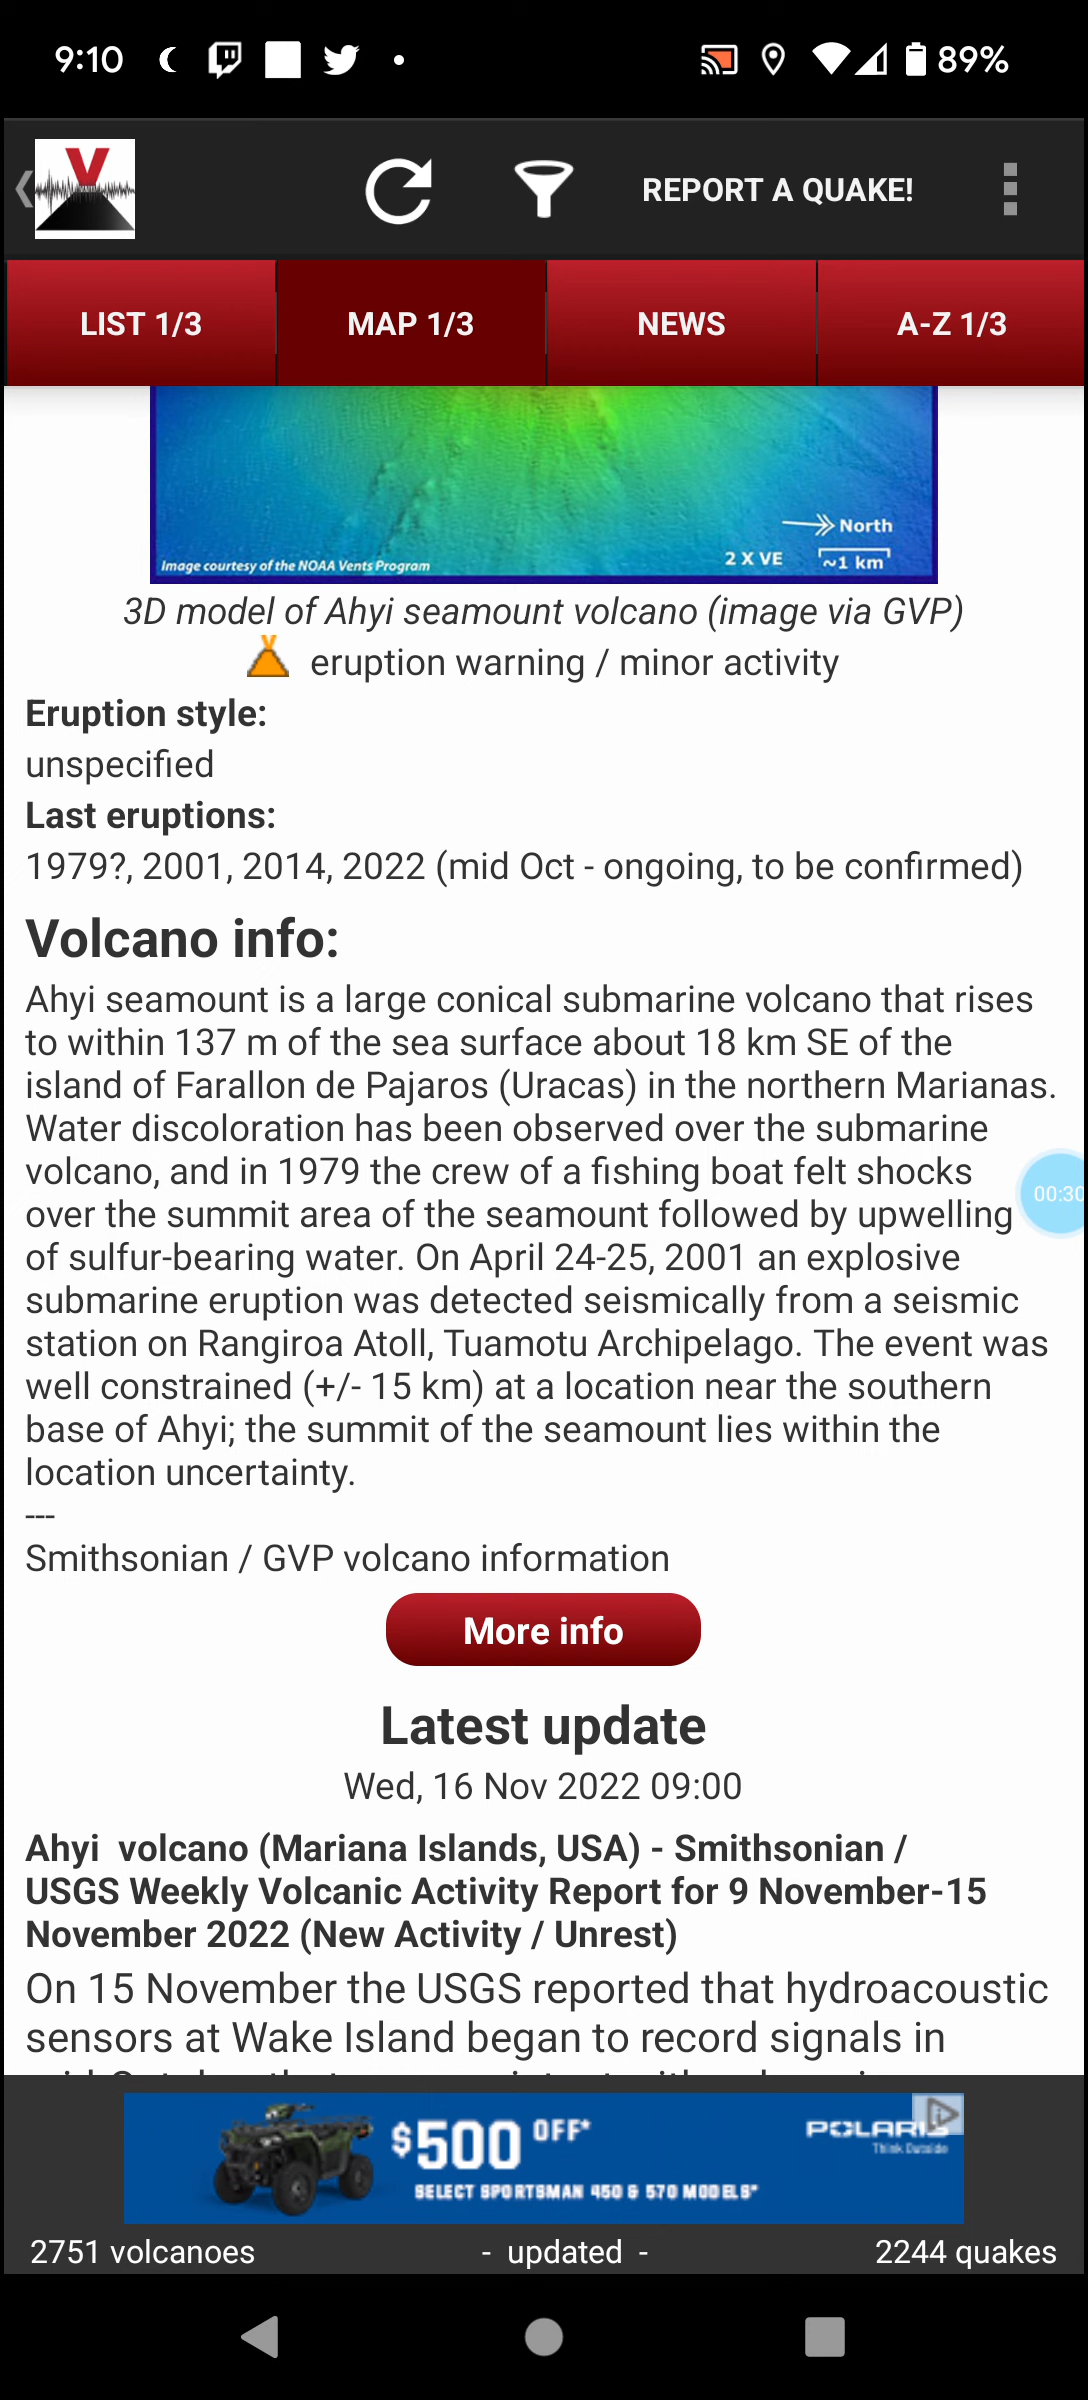 9:10
89%
V
REPORT A QUAKE!
LIST 1/3
MAP 1/3
NEWS
A-Z 1/3
North
2 X VE
~1 km
Image courtesy of the NOAA Vents Program
3D model of Ahyi seamount volcano (image via GVP)
eruption warning / minor activity
Eruption style:
unspecified
Last eruptions:
1979?, 2001, 2014, 2022 (mid Oct - ongoing, to be confirmed)
Volcano info:
Ahyi seamount is a large conical submarine volcano that rises
to within 137 m of the sea surface about 18 km SE of the
island of Farallon de Pajaros (Uracas) in the northern Marianas.
Water discoloration has been observed over the submarine
volcano, and in 1979 the crew of a fishing boat felt shocks
over the summit area of the seamount followed by upwelling
of sulfur-bearing water. On April 24-25, 2001 an explosive
submarine eruption was detected seismically from a seismic
station on Rangiroa Atoll, Tuamotu Archipelago. The event was
well constrained (+/- 15 km) at a location near the southern
base of Ahyi; the summit of the seamount lies within the
location uncertainty.
---
Smithsonian / GVP volcano information
00:30
More info
Latest update
Wed, 16 Nov 2022 09:00
Ahyi  volcano (Mariana Islands, USA) - Smithsonian /
USGS Weekly Volcanic Activity Report for 9 November-15
November 2022 (New Activity / Unrest)
On 15 November the USGS reported that hydroacoustic
sensors at Wake Island began to record signals in
$500 OFF*
SELECT SPORTSMAN 450 & 570 MODELS*
POLARIS
Think Outside
2751 volcanoes
- updated -
2244 quakes